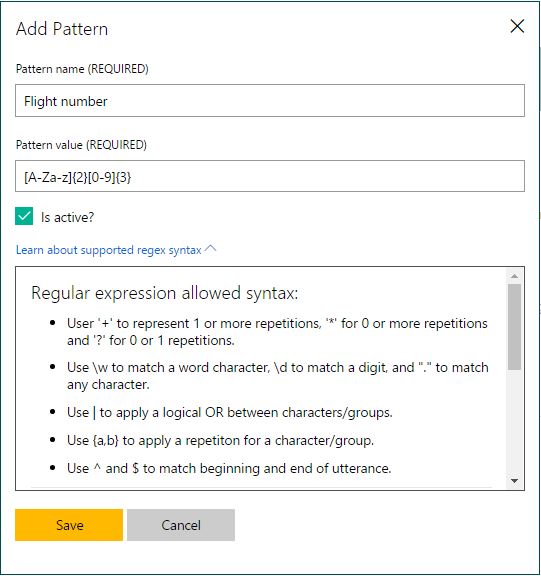 Add Pattern
Pattern name (REQUIRED)
Flight number
Pattern value (REQUIRED)
[A-Za-z]{2}[0-9]{3}
Is active?
Learn about supported regex syntax
Regular expression allowed syntax:
• User '+' to represent 1 or more repetitions, '*' for 0 or more repetitions
and '?' for 0 or 1 repetitions.
• Use \w to match a word character, \d to match a digit, and "." to match
any character.
• Use | to apply a logical OR between characters/groups.
• Use {a,b} to apply a repetiton for a character/group.
• Use ^ and $ to match beginning and end of utterance.
Save
Cancel